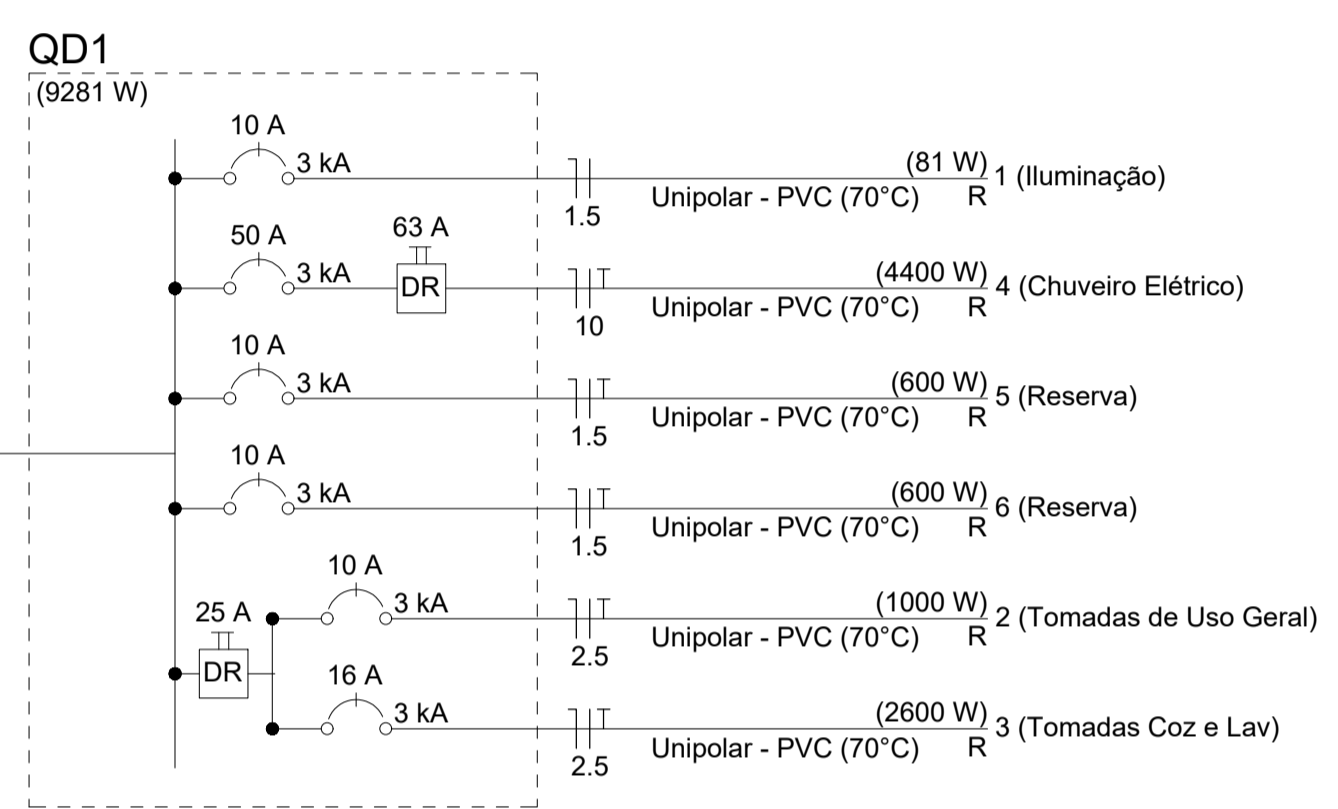 QD1
(9281 W)
10 A
3 kA
(81 W)
1 (Iluminação)
Unipolar - PVC (70°C)
R
1.5
50 A
3 kA
63 A
DR
(4400 W)
4 (Chuveiro Elétrico)
Unipolar - PVC (70°C)
R
10
10 A
3 kA
(600 W)
5 (Reserva)
Unipolar - PVC (70°C)
R
1.5
10 A
3 kA
(600 W)
6 (Reserva)
Unipolar - PVC (70°C)
R
1.5
25 A
DR
10 A
3 kA
(1000 W)
2 (Tomadas de Uso Geral)
Unipolar - PVC (70°C)
R
2.5
16 A
3 kA
(2600 W)
3 (Tomadas Coz e Lav)
Unipolar - PVC (70°C)
R
2.5